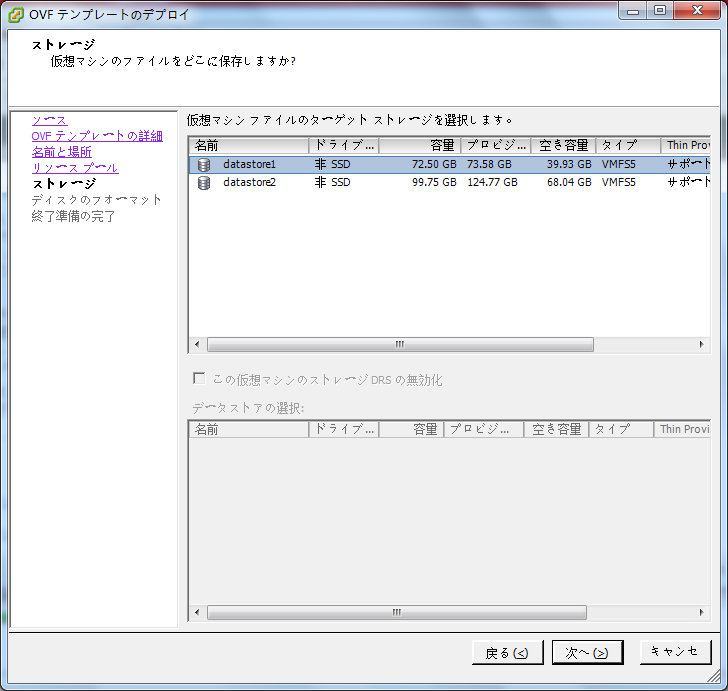 OVF テンプレートのデプロイ
ストレージ
仮想マシンのファイルをどこに保存しますか?
ソース
OVF テンプレートの詳細
名前と場所
リソース プール
ストレージ
ディスクのフォーマット
終了準備の完了
仮想マシン ファイルのターゲット ストレージを選択します。
名前 ドライブ... 容量 プロビジ... 空き容量 タイプ Thin Prov
datastore1 非 SSD 72.50 GB 73.58 GB 39.93 GB VMFS5 サポート
datastore2 非 SSD 99.75 GB 124.77 GB 68.04 GB VMFS5 サポート
この仮想マシンのストレージ DRS の無効化
データストアの選択:
名前 ドライブ... 容量 プロビジ... 空き容量 タイプ Thin Provi
戻る(<) 次へ(>) キャンセ